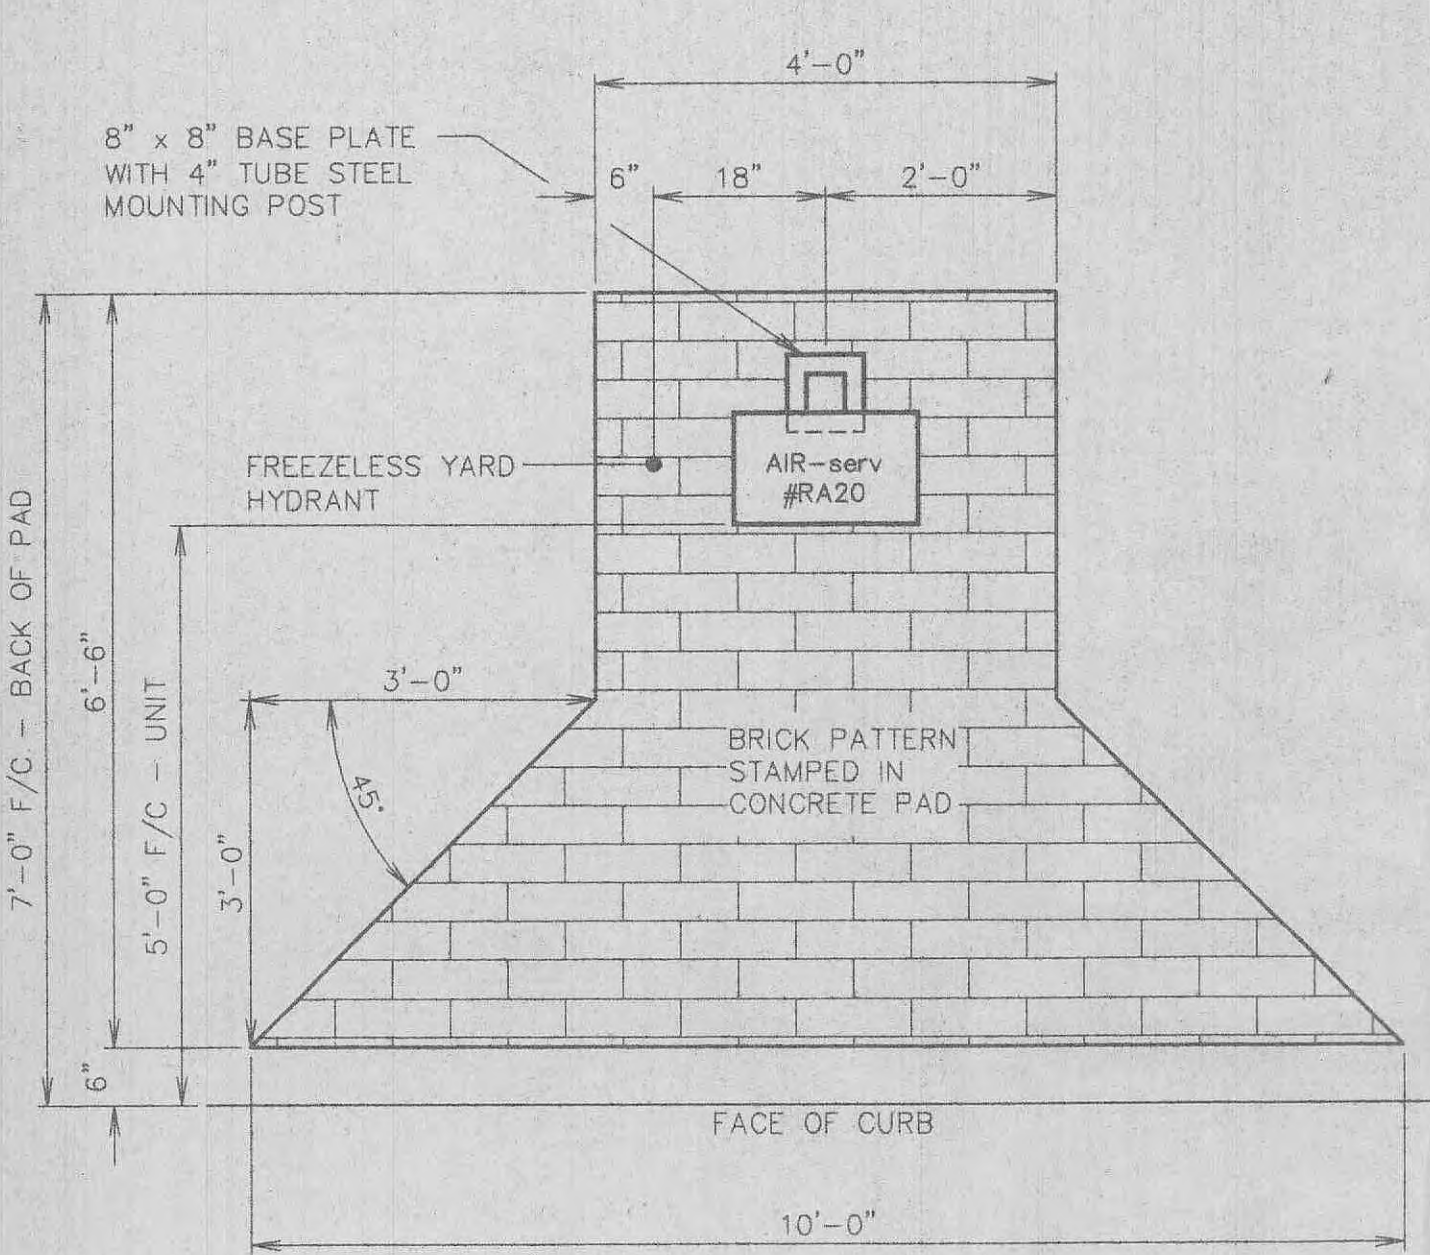 4'-0"
8" x 8" BASE PLATE
WITH 4" TUBE STEEL
MOUNTING POST
6"
18"
2'-0"
FREEZELESS YARD
HYDRANT
AIR-serv
#RA20
7'-0" F/C. - BACK OF PAD
6'-6"
5'-0" F/C - UNIT
3'-0"
45°
3'-0"
BRICK PATTERN
STAMPED IN
CONCRETE PAD
6"
FACE OF CURB
10'-0"